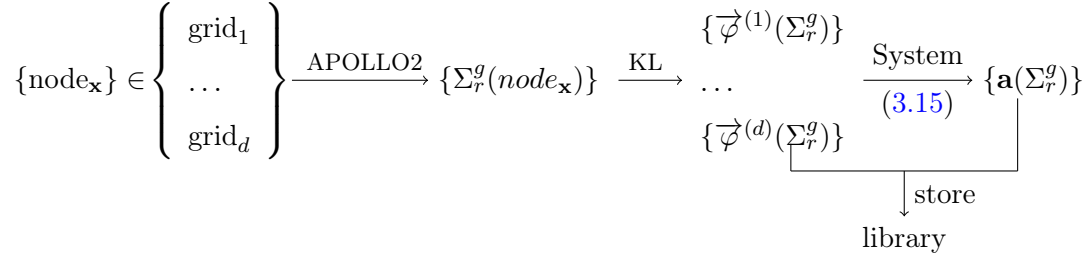 {node_x} ∈ { grid_1 … grid_d } APOLLO2 {Σ_r^g(node_x)} KL {φ⃗^(1)(Σ_r^g)} … {φ⃗^(d)(Σ_r^g)} System (3.15) {a(Σ_r^g)}
store
library